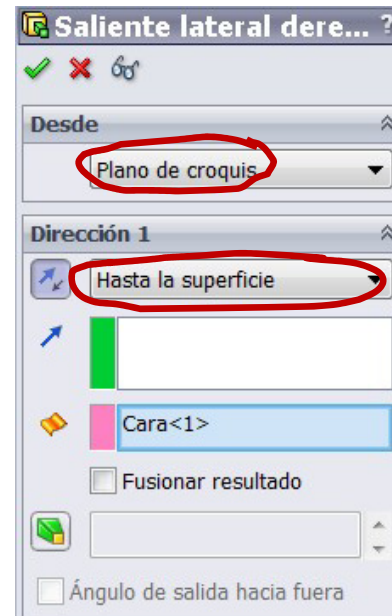 Saliente lateral dere... ?
Desde
Plano de croquis
Dirección 1
Hasta la superficie
Cara<1>
Fusionar resultado
Ángulo de salida hacia fuera